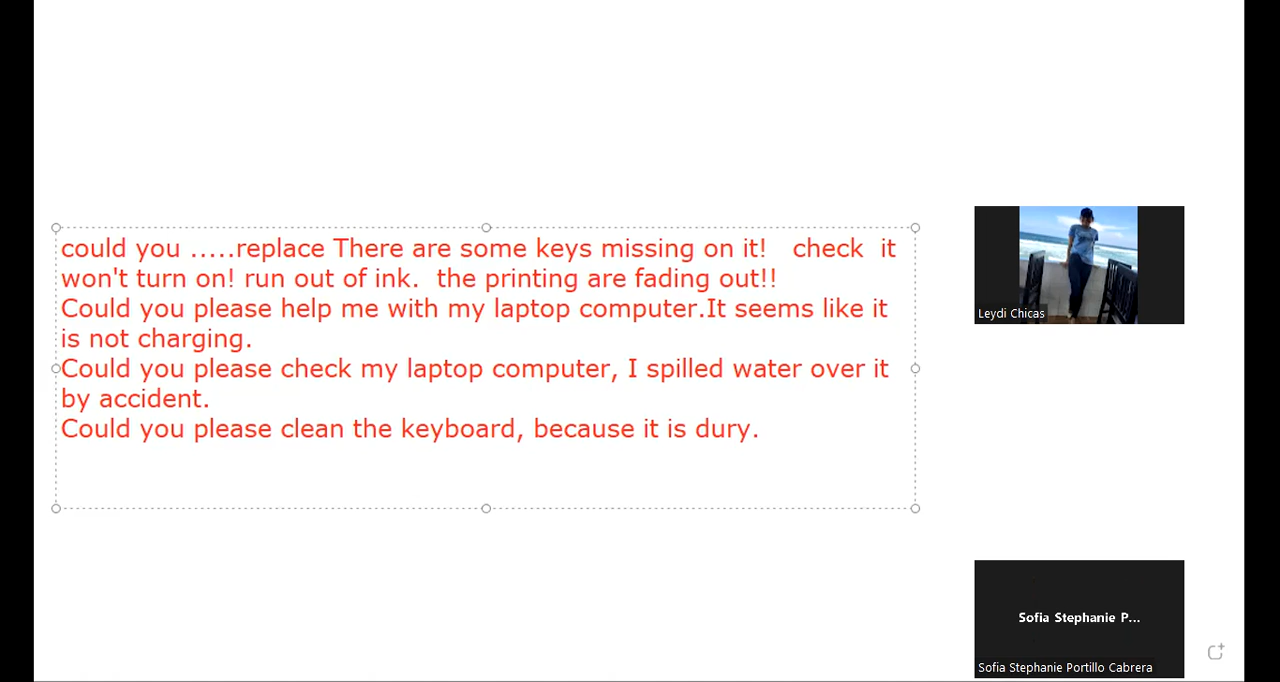 could you .....replace There are some keys missing on it!   check  it
won't turn on! run out of ink.  the printing are fading out!!
Could you please help me with my laptop computer.It seems like it
is not charging.
Could you please check my laptop computer, I spilled water over it
by accident.
Could you please clean the keyboard, because it is dury.
Leydi Chicas
Sofia Stephanie P...
Sofia Stephanie Portillo Cabrera